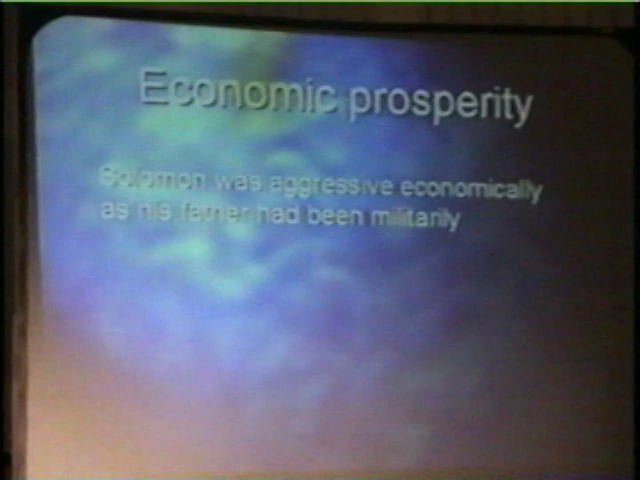 Economic prosperity
Solomon was aggressive economically
as his father had been militarily